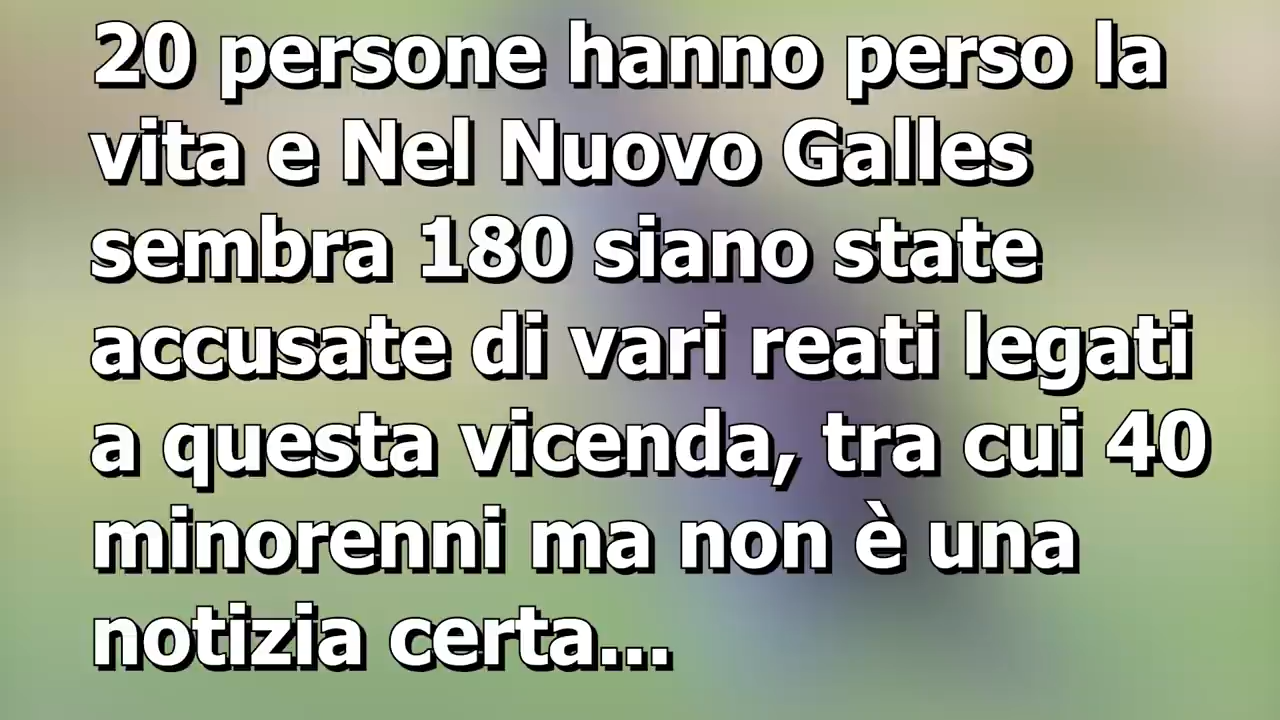 20 persone hanno perso la
vita e Nel Nuovo Galles
sembra 180 siano state
accusate di vari reati legati
a questa vicenda, tra cui 40
minorenni ma non è una
notizia certa...